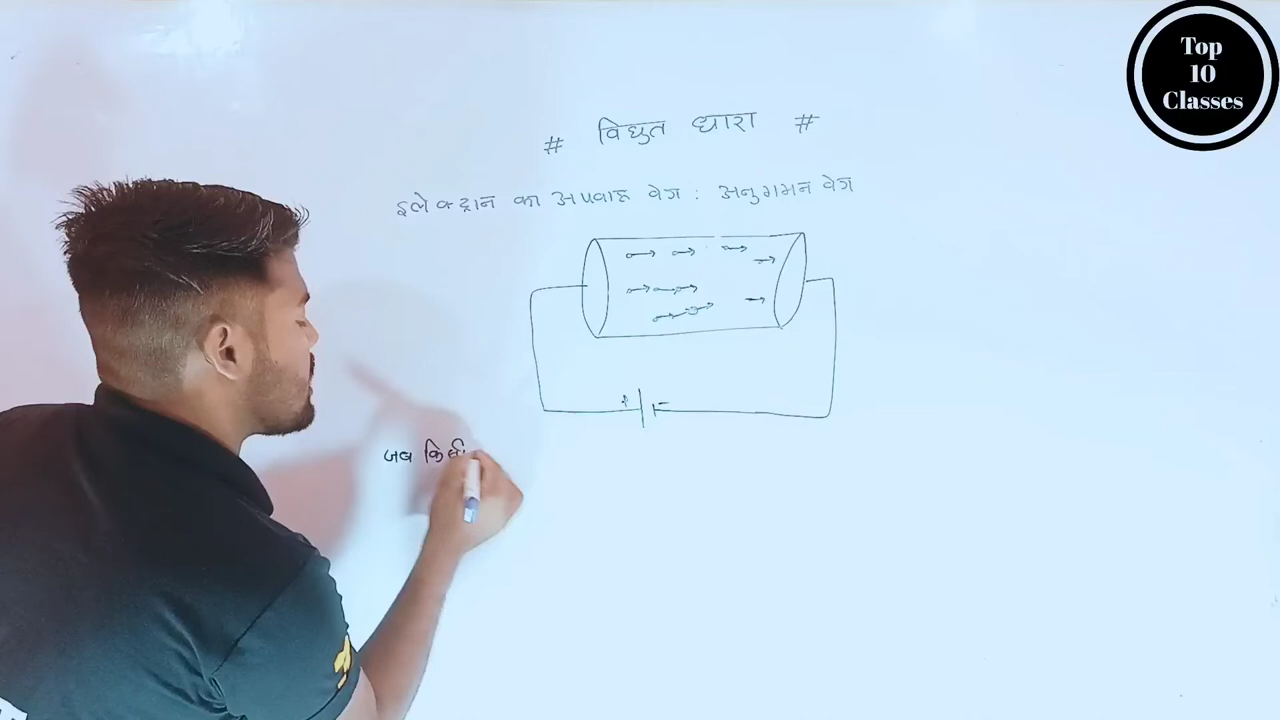 Top
10
Classes
# विधुत धारा #
इलेक्ट्रान का अपवाह वेग : अनुगमन वेग
+ -
जब किसी